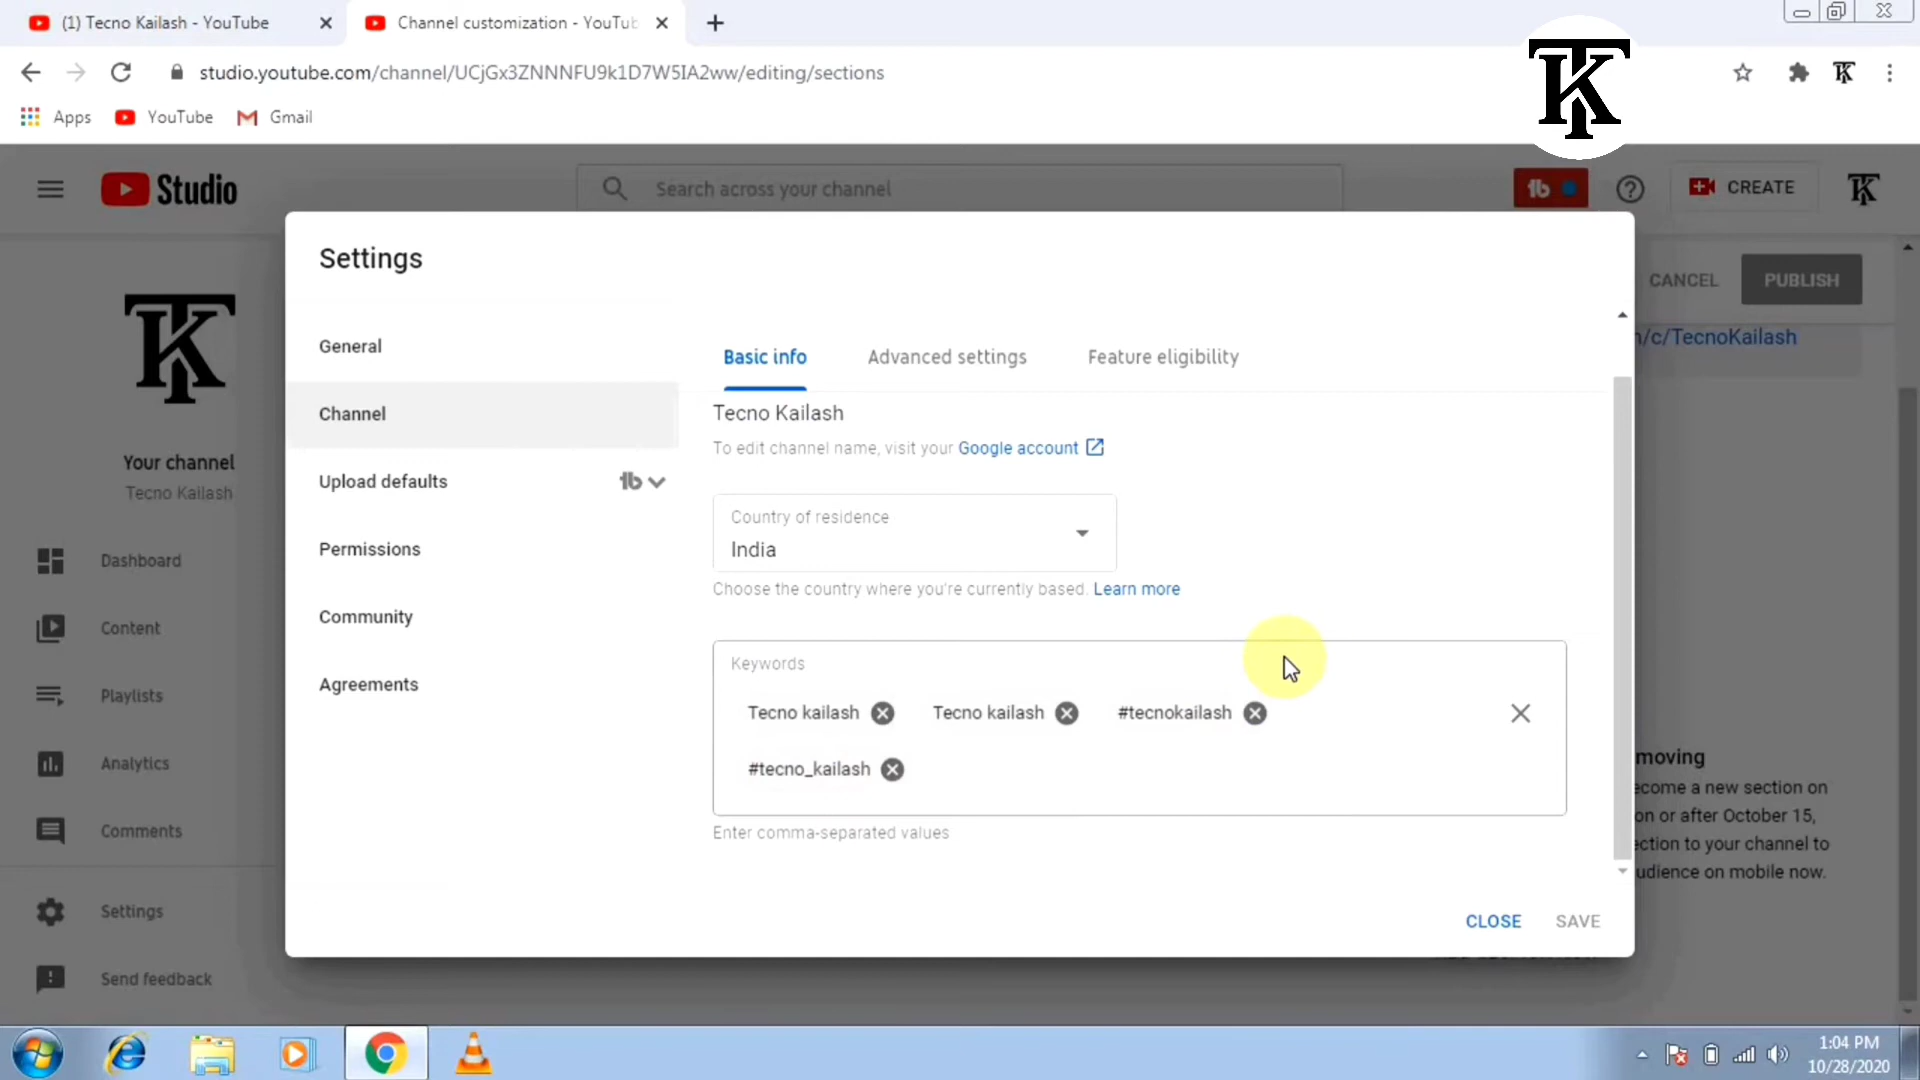 (1) Tecno Kailash - YouTube
Channel customization - YouTub
studio.youtube.com/channel/UCjGx3ZNNNFU9k1D7W5IA2ww/editing/sections
TK
Apps
YouTube
Gmail
Studio
Search across your channel
CREATE
Settings
CANCEL
PUBLISH
General
Basic info
Advanced settings
Feature eligibility
n/c/TecnoKailash
Channel
Tecno Kailash
To edit channel name, visit your Google account
Your channel
Tecno Kailash
Upload defaults
Country of residence
India
Permissions
Choose the country where you're currently based. Learn more
Dashboard
Community
Content
Keywords
Agreements
Playlists
Tecno kailash
Tecno kailash
#tecnokailash
#tecno_kailash
Analytics
moving
ecome a new section on
on or after October 15,
ection to your channel to
udience on mobile now.
Comments
Enter comma-separated values
Settings
CLOSE
SAVE
Send feedback
1:04 PM
10/28/2020